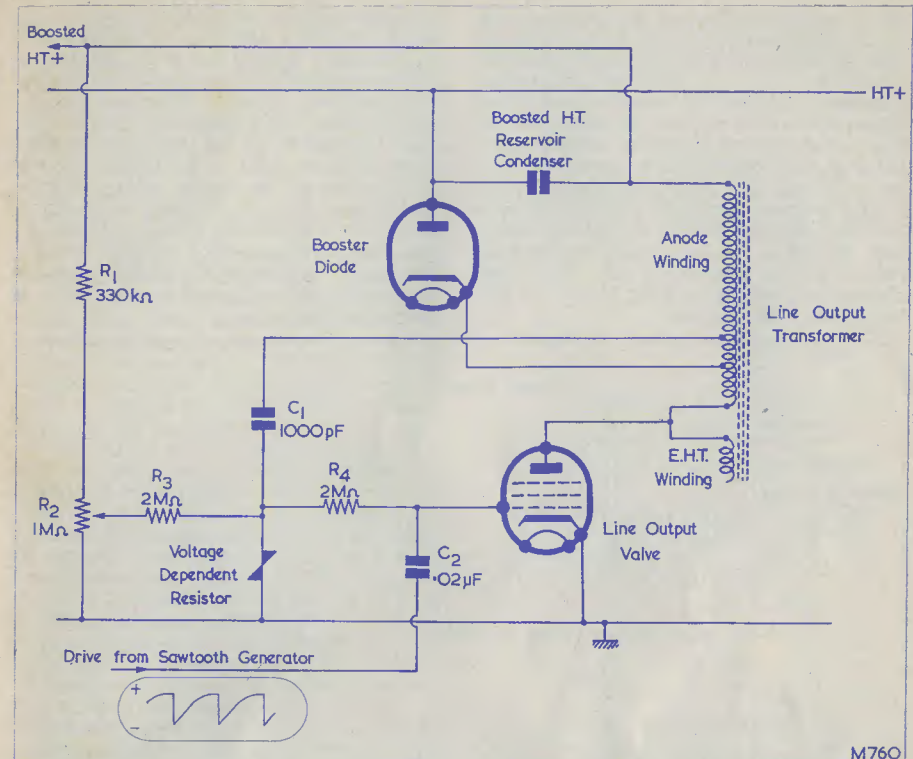 Boosted
HT+
HT+
Boosted H.T.
Reservoir
Condenser
Booster
Diode
Anode
Winding
Line Output
Transformer
R1
330kΩ
C1
1000pF
E.H.T.
Winding
R2
1MΩ
R3
2MΩ
R4
2MΩ
Line Output
Valve
Voltage
Dependent
Resistor
C2
·02µF
Drive from Sawtooth Generator
+
–
M760